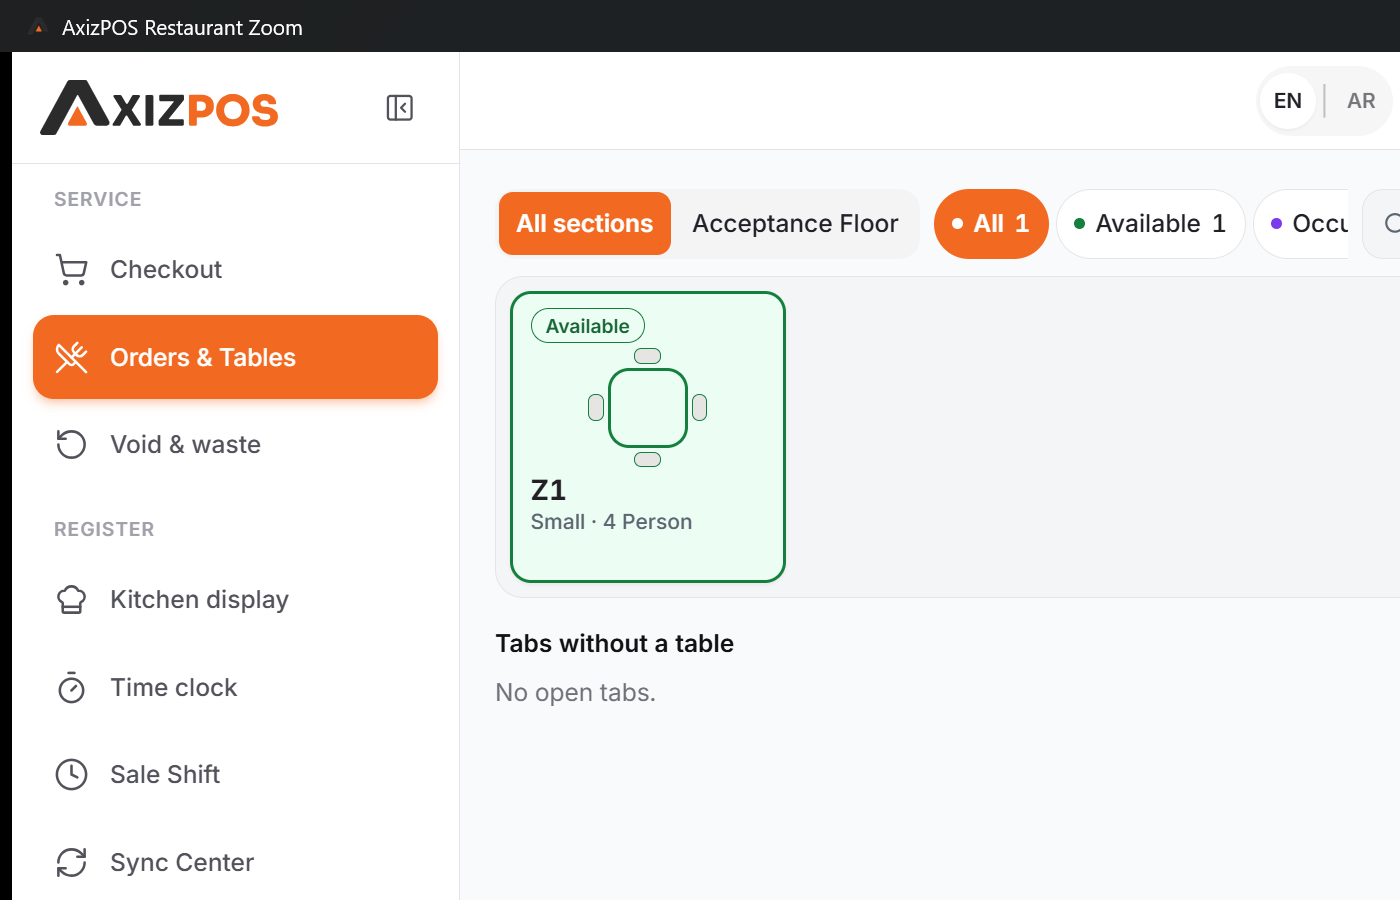 AxizPOS Restaurant Zoom
AXIZPOS
EN
AR
SERVICE
Checkout
Orders & Tables
Void & waste
REGISTER
Kitchen display
Time clock
Sale Shift
Sync Center
All sections
Acceptance Floor
All 1
Available 1
Available
Z1
Small · 4 Person
Tabs without a table
No open tabs.